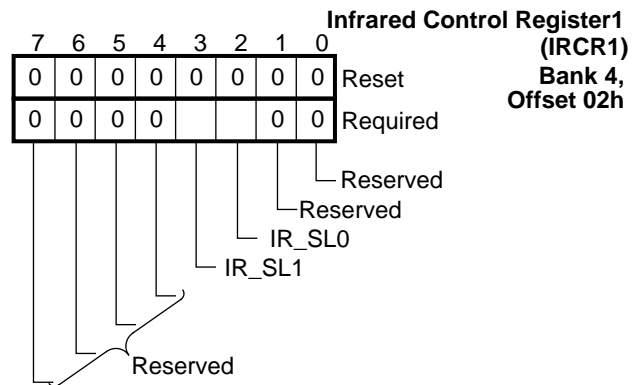 Infrared Control Register1
(IRCR1)
Bank 4,
Offset 02h
7 6 5 4 3 2 1 0
0 0 0 0 0 0 0 0 Reset
0 0 0 0 0 0 Required
Reserved
Reserved
IR_SL0
IR_SL1
Reserved